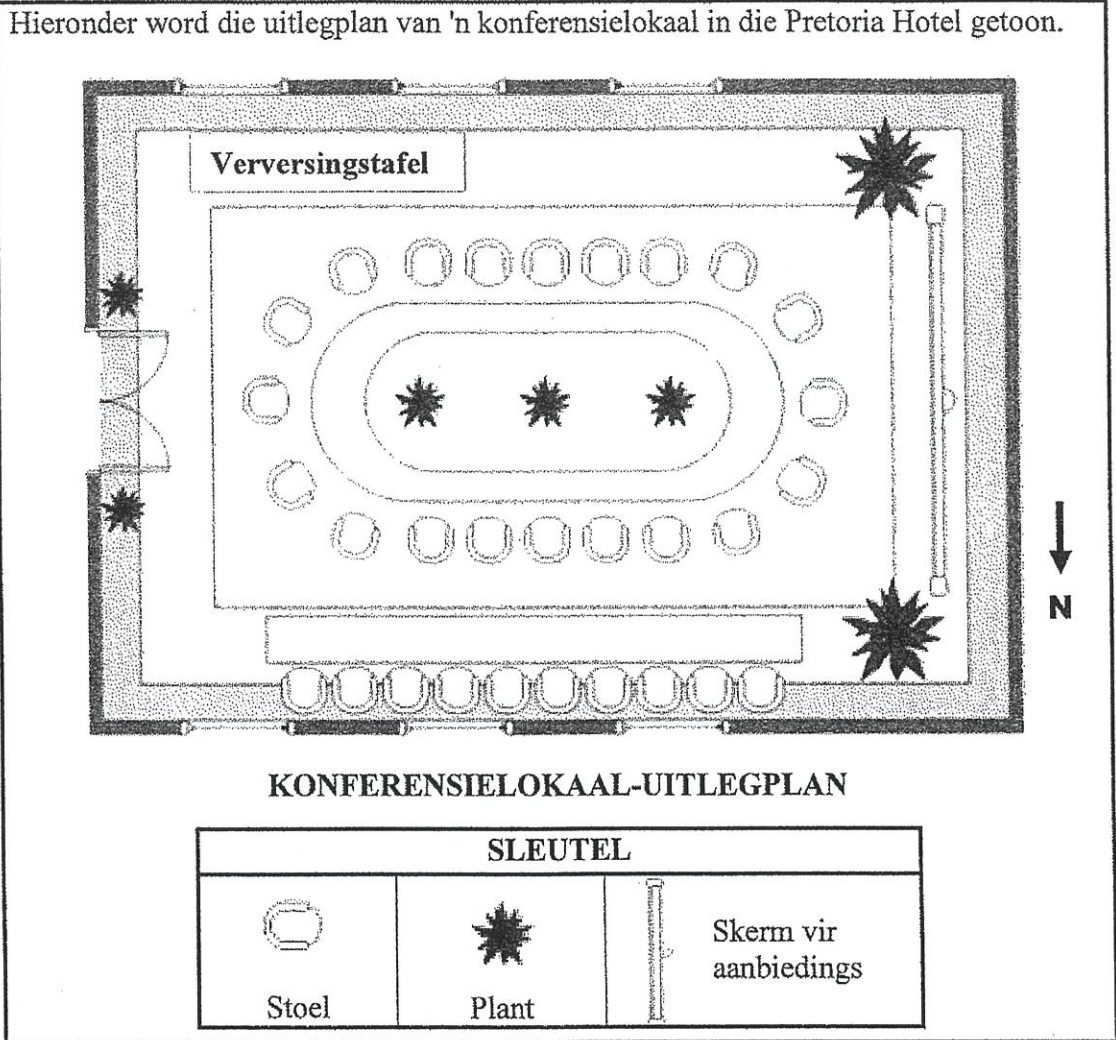 Hieronder word die uitlegplan van 'n konferensielokaal in die Pretoria Hotel getoon.
Verversingstafel
N
KONFERENSIELOKAAL-UITLEGPLAN
SLEUTEL
Stoel
Plant
Skerm vir
aanbiedings